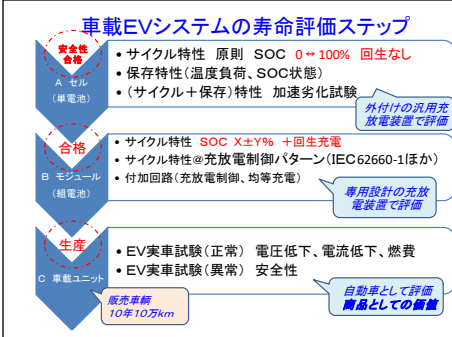 車載EVシステムの寿命評価ステップ
安全性
合格
A セル
(単電池)
• サイクル特性 原則 SOC 0⇔100% 回生なし
• 保存特性(温度負荷、SOC状態)
• (サイクル+保存)特性 加速劣化試験
外付けの汎用充
放電装置で評価
合格
B モジュール
(組電池)
• サイクル特性 SOC X±Y% +回生充電
• サイクル特性@充放電制御パターン(IEC62660-1ほか)
• 付加回路(充放電制御、均等充電)
専用設計の充放
電装置で評価
生産
C 車載ユニット
• EV実車試験(正常) 電圧低下、電流低下、燃費
• EV実車試験(異常) 安全性
販売車輌
10年10万km
自動車として評価
商品としての価値